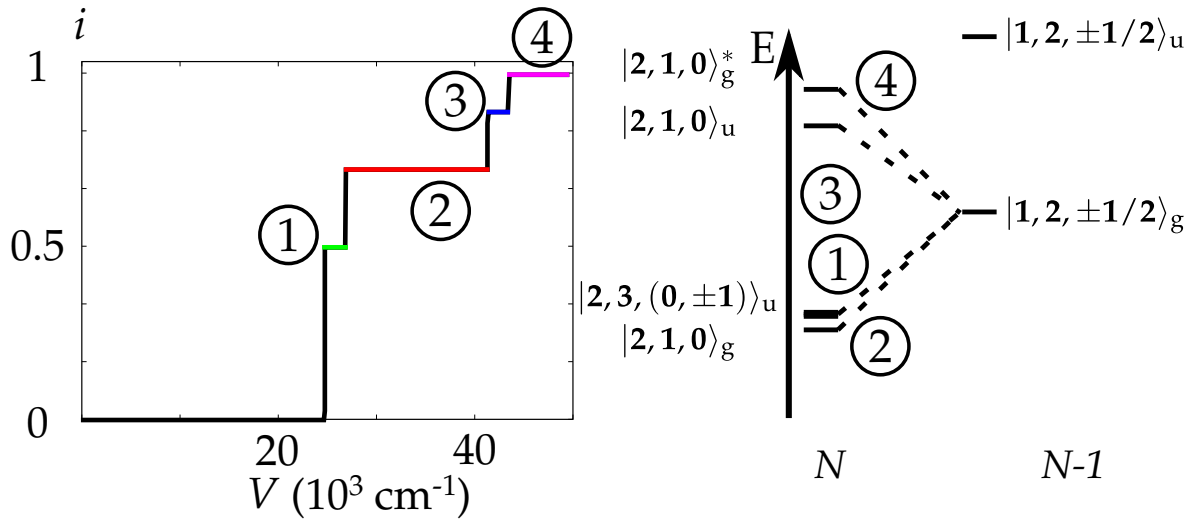 i
1
0.5
0
20
40
V (10³ cm⁻¹)
①
②
③
④
E
|2, 1, 0⟩*g
|2, 1, 0⟩u
|2, 3, (0, ±1)⟩u
|2, 1, 0⟩g
④
③
①
②
|1, 2, ±1/2⟩u
|1, 2, ±1/2⟩g
N
N-1